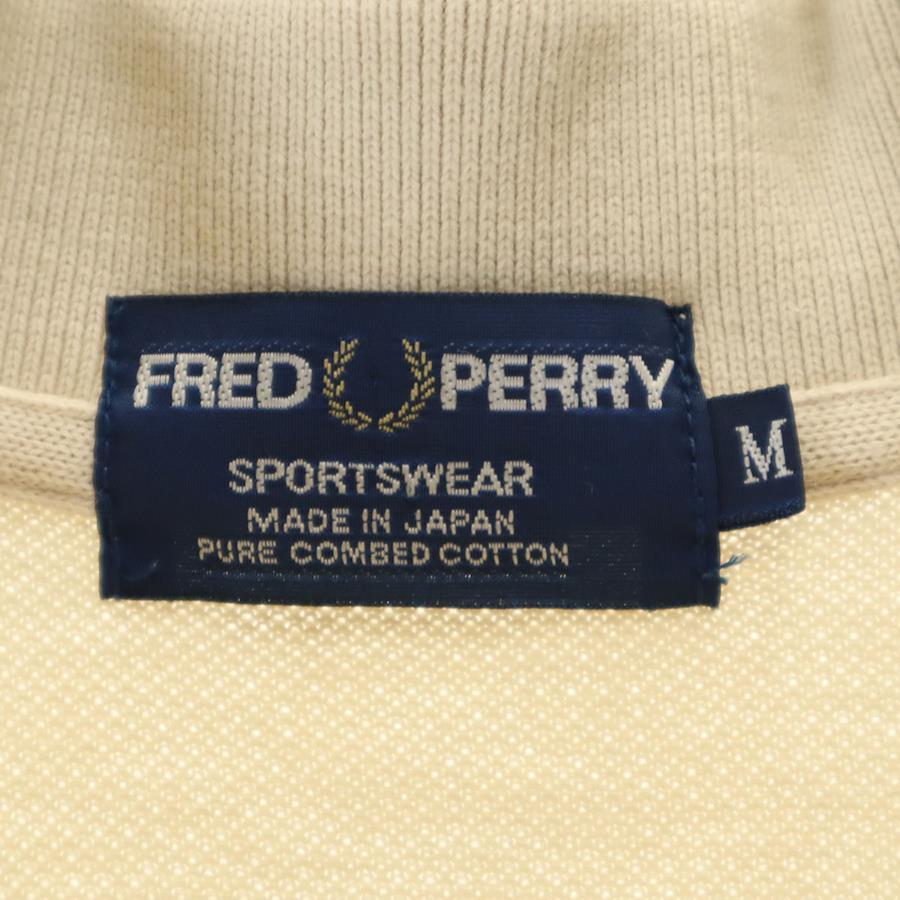 FRED PERRY
M
SPORTSWEAR
MADE IN JAPAN
PURE COMBED COTTON